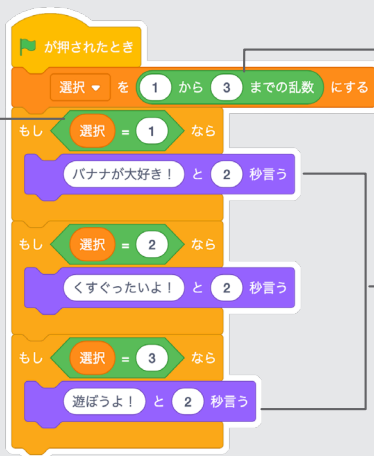 が押されたとき
選択 ▼ を 1 から 3 までの乱数 にする
もし 選択 = 1 なら
バナナが大好き！ と 2 秒言う
もし 選択 = 2 なら
くすぐったいよ！ と 2 秒言う
もし 選択 = 3 なら
遊ぼうよ！ と 2 秒言う